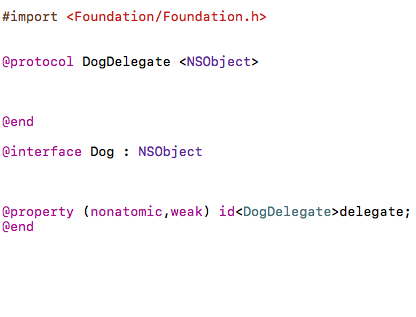 #import <Foundation/Foundation.h>
@protocol DogDelegate <NSObject>
@end
@interface Dog : NSObject
@property (nonatomic,weak) id<DogDelegate>delegate;
@end